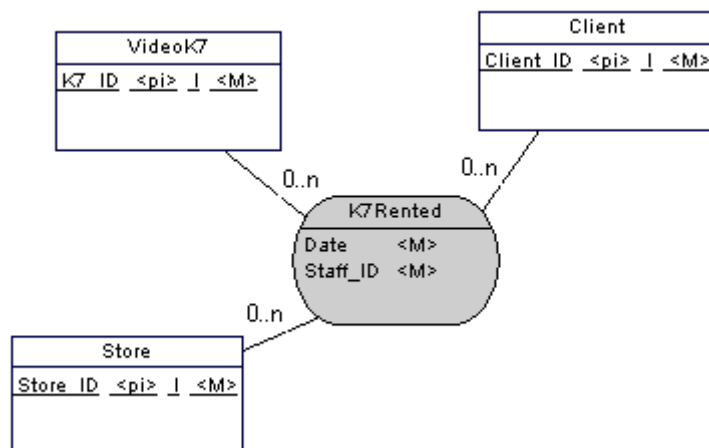 Client
Client_ID <pi> I <M>
VideoK7
K7_ID <pi> I <M>
0..n
0..n
K7Rented
Date <M>
Staff_ID <M>
0..n
Store
Store_ID <pi> I <M>